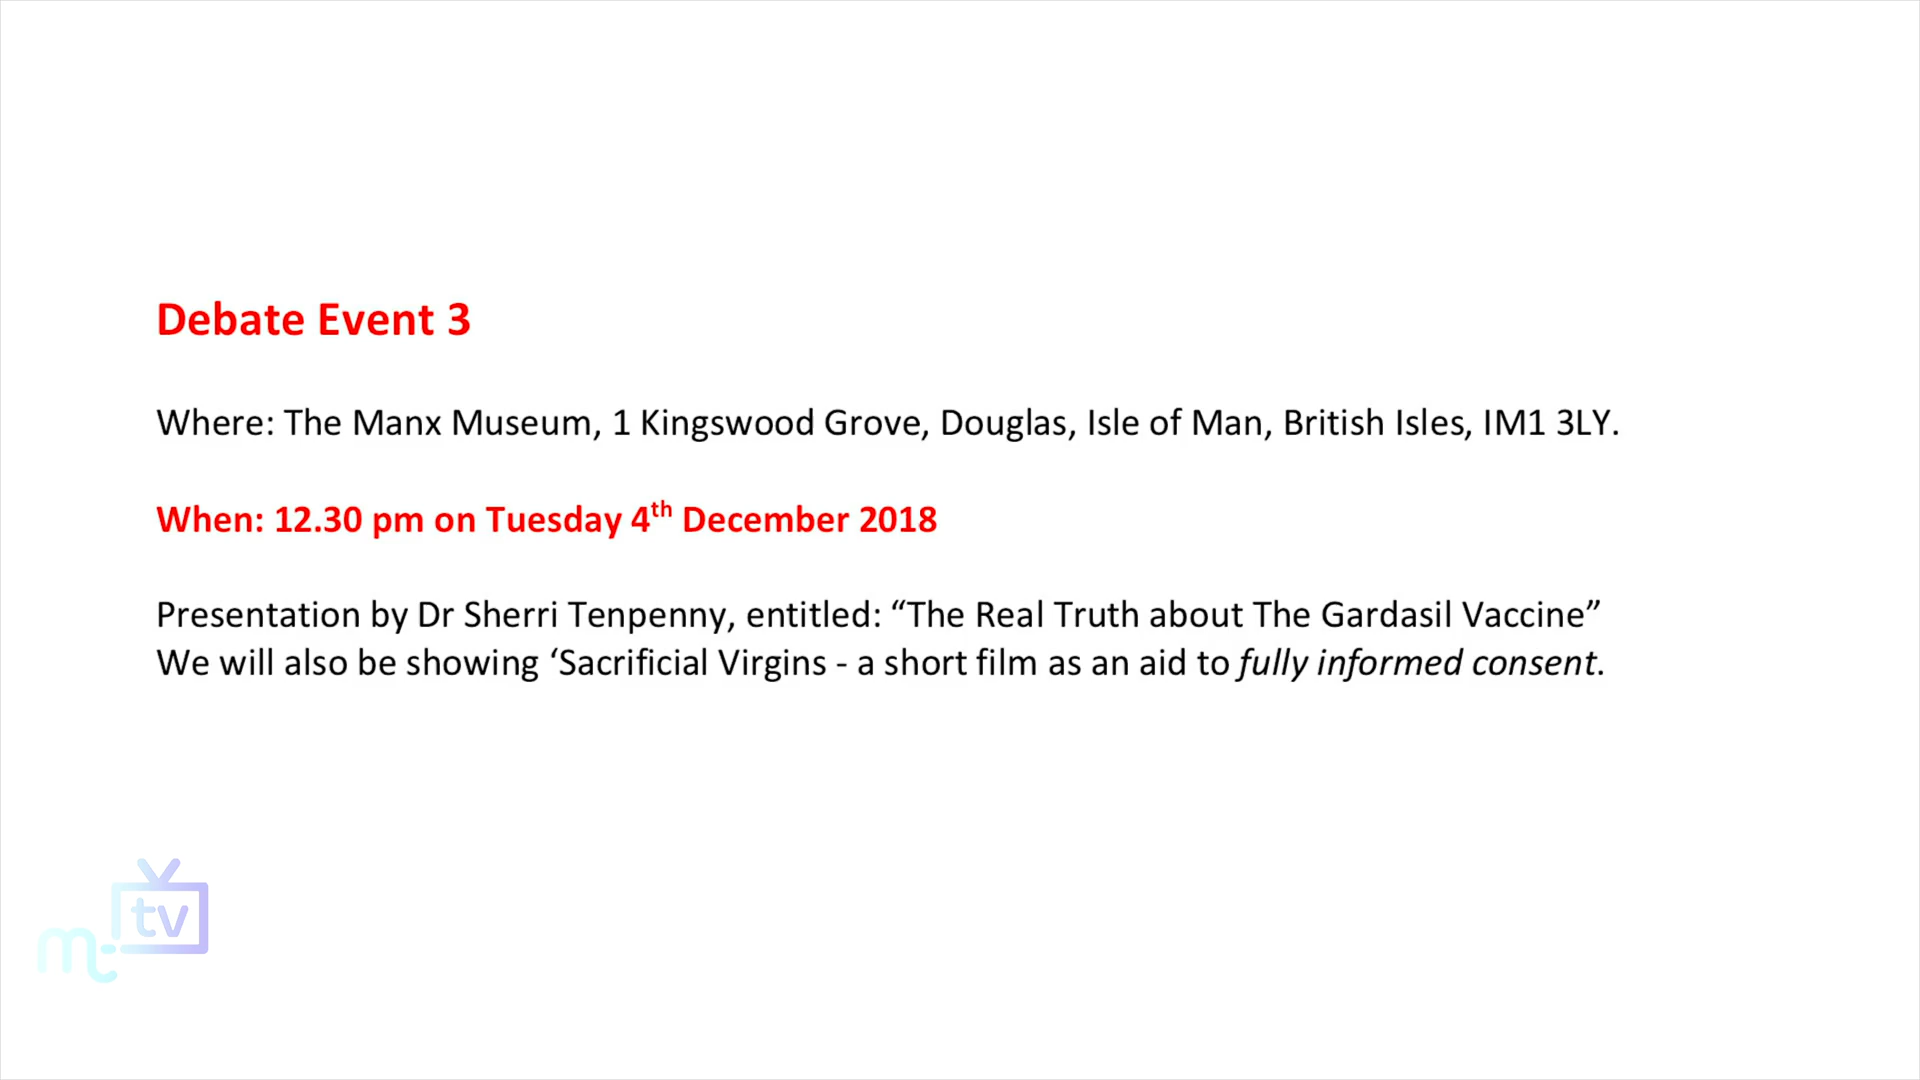 Debate Event 3
Where: The Manx Museum, 1 Kingswood Grove, Douglas, Isle of Man, British Isles, IM1 3LY.
When: 12.30 pm on Tuesday 4th December 2018
Presentation by Dr Sherri Tenpenny, entitled: “The Real Truth about The Gardasil Vaccine”
We will also be showing ‘Sacrificial Virgins - a short film as an aid to fully informed consent.
tv